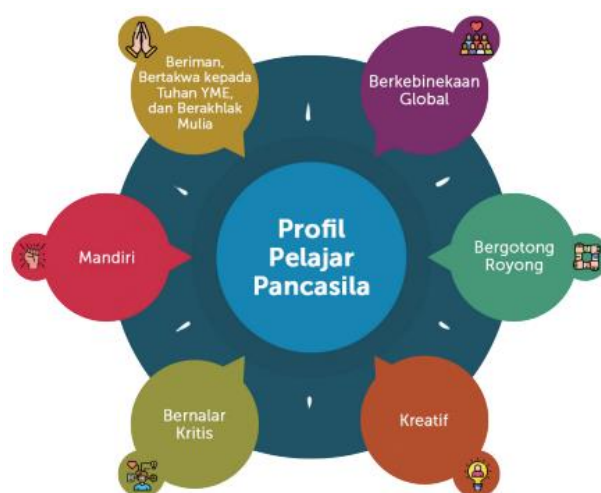 Beriman,
Bertakwa kepada
Tuhan YME,
dan Berakhlak
Mulia
Berkebinekaan
Global
Mandiri
Profil
Pelajar
Pancasila
Bergotong
Royong
Bernalar
Kritis
Kreatif